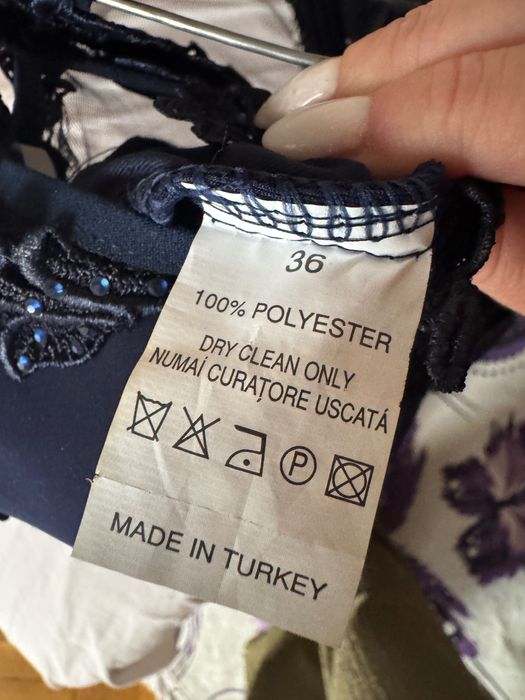 36
100% POLYESTER
DRY CLEAN ONLY
NUMAÍ CURAȚORE USCATĂ
P
MADE IN TURKEY